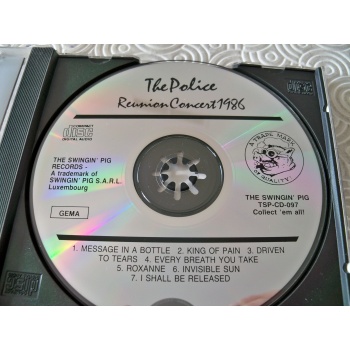 The Police
Reunion Concert 1986
COMPACT
disc
DIGITAL AUDIO
THE SWINGIN' PIG
RECORDS -
A trademark of
SWINGIN' PIG S.A.R.L.
Luxembourg
GEMA
A TRADE MARK
OF QUALITY
THE SWINGIN' PIG
TSP-CD-097
Collect 'em all!
1. MESSAGE IN A BOTTLE 2. KING OF PAIN 3. DRIVEN
TO TEARS 4. EVERY BREATH YOU TAKE
5. ROXANNE 6. INVISIBLE SUN
7. I SHALL BE RELEASED